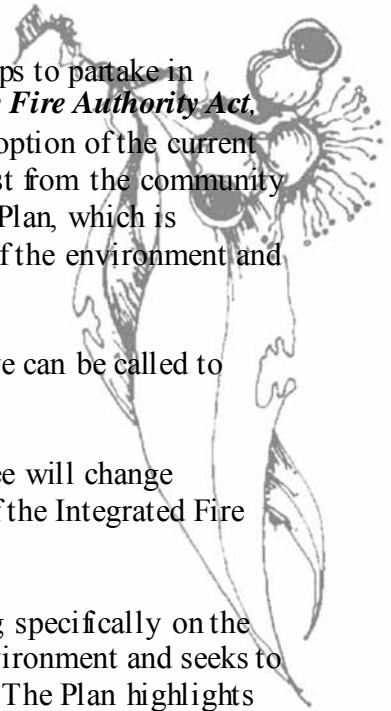 ps to partake in
Fire Authority Act,
option of the current
st from the community
Plan, which is
f the environment and
e can be called to
ee will change
f the Integrated Fire
g specifically on the
vironment and seeks to
The Plan highlights